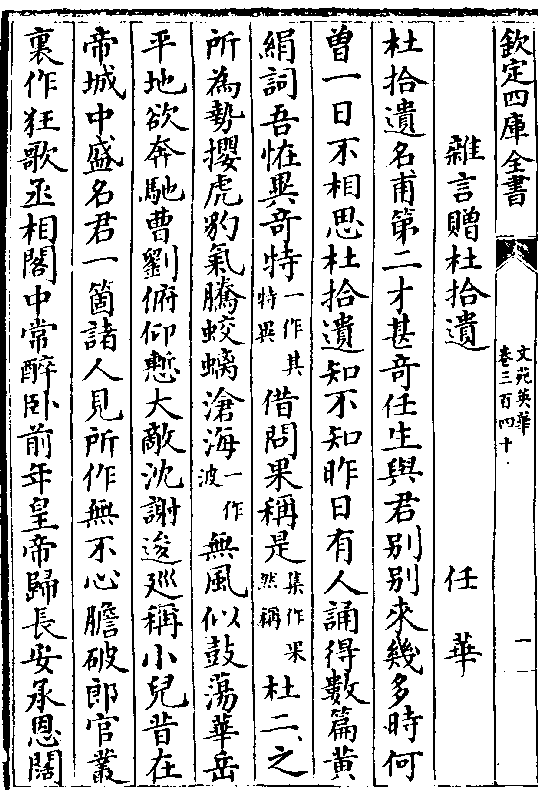 欽定四庫全書
文苑英華
卷三百四十
一
雜言贈杜拾遺 任華
杜拾遺名甫第二才甚奇任生與君别别來幾多時何
曽一日不相思杜拾遺知不知昨日有人誦得數篇黄
絹詞吾恠異奇特一作其特異借問果稱是集作果然稱杜二之
所為勢攖虎豹氣騰蛟螭滄海一作波無風似鼓蕩華岳
平地欲奔馳曹劉俯仰慙大敵沈謝逡廵稱小兒昔在
帝城中盛名君一箇諸人見所作無不心膽破郎官叢
裏作狂歌丞相閣中常醉卧前年皇帝歸長安承恩闊